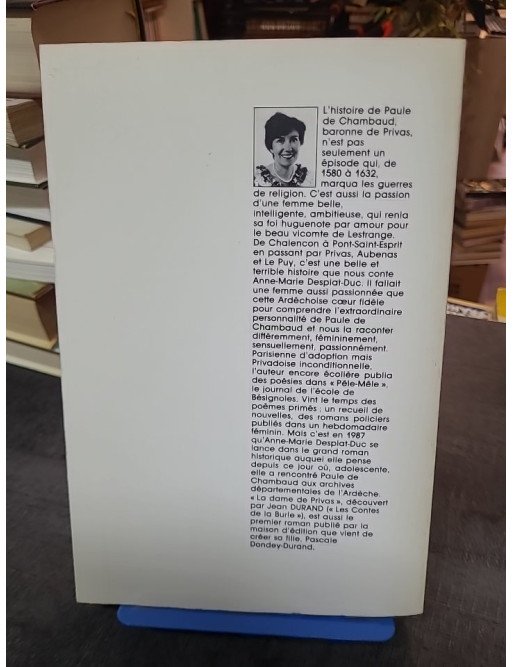 L'histoire de Paule
de Chambaud,
baronne de Privas,
n'est pas
seulement un
épisode qui, de
1580 à 1632,
marqua les guerres
de religion. C'est aussi la passion
d'une femme belle,
intelligente, ambitieuse, qui renia
sa foi huguenote par amour pour
le beau vicomte de Lestrange.
De Chalencon à Pont-Saint-Esprit
en passant par Privas, Aubenas
et Le Puy, c'est une belle et
terrible histoire que nous conte
Anne-Marie Desplat-Duc. Il fallait
une femme aussi passionnée que
cette Ardéchoise cœur fidèle
pour comprendre l'extraordinaire
personnalité de Paule de
Chambaud et nous la raconter
différemment, fémininement,
sensuellement, passionnément.
Parisienne d'adoption mais
Privadoise inconditionnelle,
l'auteur encore écolière publia
des poésies dans « Pêle-Mêle »,
le journal de l'école de
Bésignoles. Vint le temps des
poèmes primés ; un recueil de
nouvelles, des romans policiers
publiés dans un hebdomadaire
féminin. Mais c'est en 1987
qu'Anne-Marie Desplat-Duc se
lance dans le grand roman
historique auquel elle pense
depuis ce jour où, adolescente,
elle a rencontré Paule de
Chambaud aux archives
départementales de l'Ardèche.
« La dame de Privas », découvert
par Jean DURAND (« Les Contes
de la Burle »), est aussi le
premier roman publié par la
maison d'édition que vient de
créer sa fille, Pascale
Dondey-Durand.